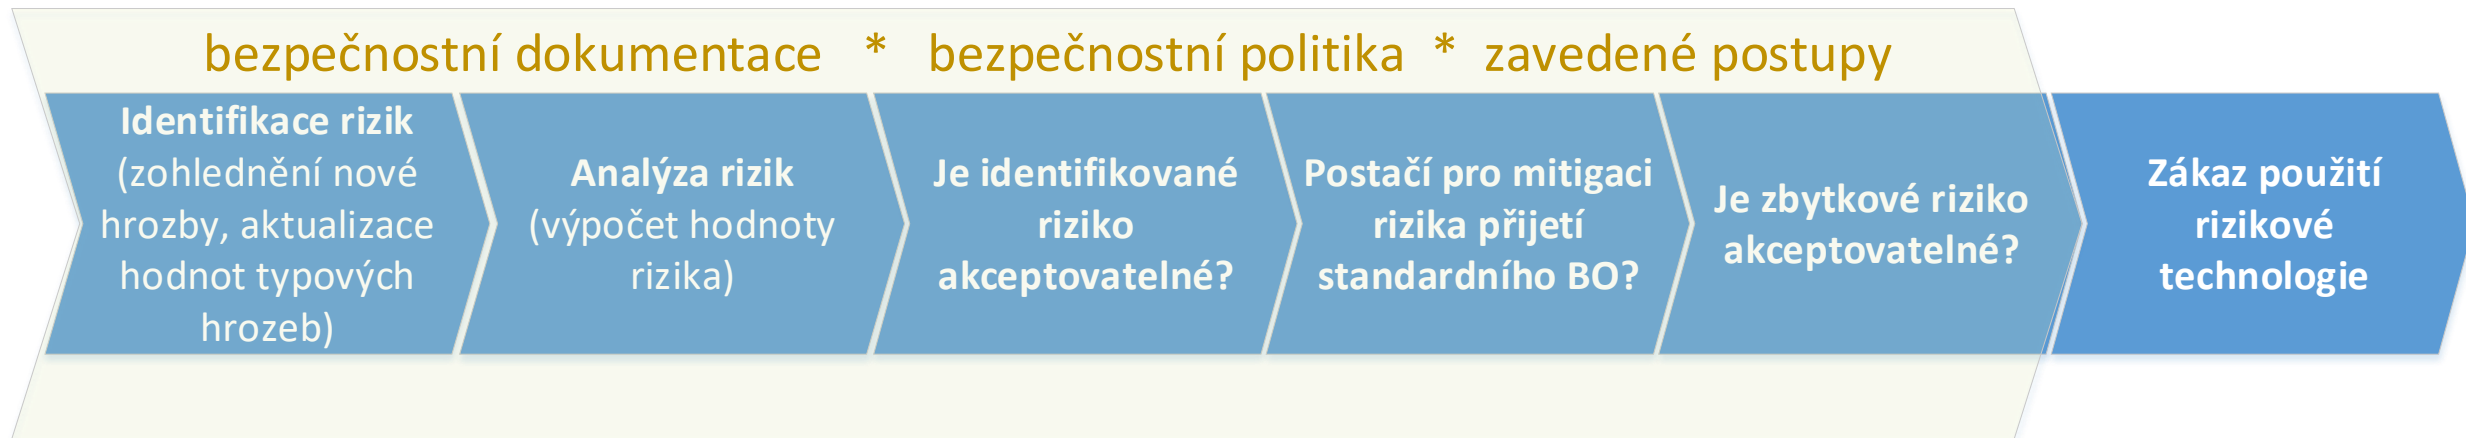 bezpečnostní dokumentace * bezpečnostní politika * zavedené postupy
Identifikace rizik
(zohlednění nové
hrozby, aktualizace
hodnot typových
hrozeb)
Analýza rizik
(výpočet hodnoty
rizika)
Je identifikované
riziko
akceptovatelné?
Postačí pro mitigaci
rizika přijetí
standardního BO?
Je zbytkové riziko
akceptovatelné?
Zákaz použití
rizikové
technologie